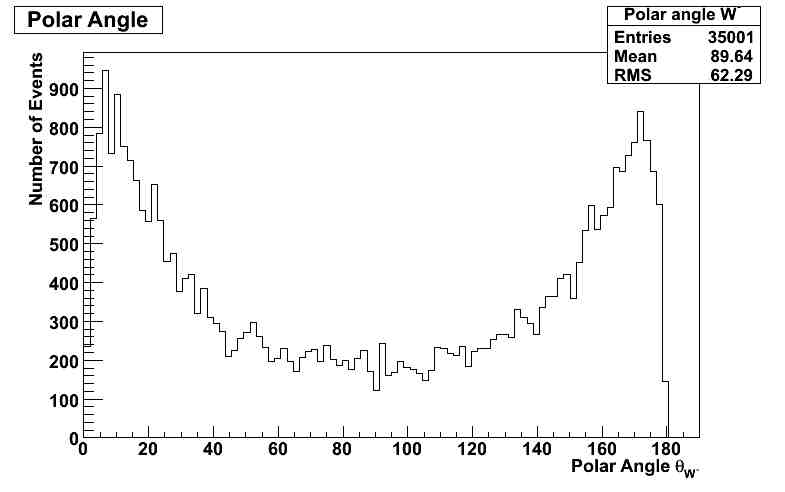 Polar Angle
Polar angle W⁻
Entries 35001
Mean 89.64
RMS 62.29
Number of Events
900
800
700
600
500
400
300
200
100
0
0 20 40 60 80 100 120 140 160 180
Polar Angle θ_W⁻